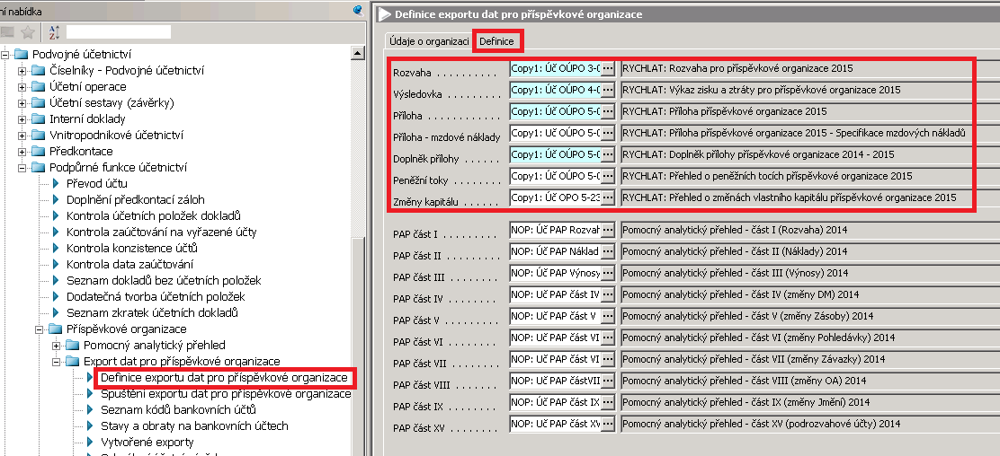 ní nabídka
Podvojné účetnictví
Číselníky - Podvojné účetnictví
Účetní operace
Účetní sestavy (závěrky)
Interní doklady
Vnitropodnikové účetnictví
Předkontace
Podpůrné funkce účetnictví
Převod účtu
Doplnění předkontací záloh
Kontrola účetních položek dokladů
Kontrola zaúčtování na vyřazené účty
Kontrola konzistence účtů
Kontrola data zaúčtování
Seznam dokladů bez účetních položek
Dodatečná tvorba účetních položek
Seznam zkratek účetních dokladů
Příspěvkové organizace
Pomocný analytický přehled
Export dat pro příspěvkové organizace
Definice exportu dat pro příspěvkové organizace
Spuštění exportu dat pro příspěvkové organizace
Seznam kódů bankovních účtů
Stavy a obraty na bankovních účtech
Vytvořené exporty
Definice exportu dat pro příspěvkové organizace
Údaje o organizaci Definice
Rozvaha . . . . . . . . . Copy1: Úč OÚPO 3-0 ... RYCHLAT: Rozvaha pro příspěvkové organizace 2015
Výsledovka . . . . . . . Copy1: Úč OÚPO 4-0 ... RYCHLAT: Výkaz zisku a ztráty pro příspěvkové organizace 2015
Příloha . . . . . . . . . . Copy1: Úč OÚPO 5-0 ... RYCHLAT: Příloha příspěvkové organizace 2015
Příloha - mzdové náklady Copy1: Úč OÚPO 5-0 ... RYCHLAT: Příloha příspěvkové organizace 2015 - Specifikace mzdových nákladů
Doplněk přílohy . . . . . Copy1: Úč OÚPO 5-0 ... RYCHLAT: Doplněk přílohy příspěvkové organizace 2014 - 2015
Peněžní toky . . . . . . Copy1: Úč OÚPO 5-0 ... RYCHLAT: Přehled o peněžních tocích příspěvkové organizace 2015
Změny kapitálu . . . . . . Copy1: Úč OPO 5-23 ... RYCHLAT: Přehled o změnách vlastního kapitálu příspěvkové organizace 2015
PAP část I . . . . . . . . . NOP: Úč PAP Rozvah ... Pomocný analytický přehled - část I (Rozvaha) 2014
PAP část II . . . . . . . . NOP: Úč PAP Náklad ... Pomocný analytický přehled - část II (Náklady) 2014
PAP část III . . . . . . . . NOP: Úč PAP Výnosy ... Pomocný analytický přehled - část III (Výnosy) 2014
PAP část IV . . . . . . . . NOP: Uč PAP část IV ... Pomocný analytický přehled - část IV (změny DM) 2014
PAP část V . . . . . . . . NOP: Uč PAP část V ... Pomocný analytický přehled - část V (změny Zásoby) 2014
PAP část VI . . . . . . . . NOP: Uč PAP část VI ... Pomocný analytický přehled - část VI (změny Pohledávky) 2014
PAP část VII . . . . . . . NOP: Uč PAP část VI ... Pomocný analytický přehled - část VII (změny Závazky) 2014
PAP část VIII . . . . . . . NOP: Uč PAP částVII ... Pomocný analytický přehled - část VIII (změny OA) 2014
PAP část IX . . . . . . . . NOP: Uč PAP část IX ... Pomocný analytický přehled - část IX (změny Jmění) 2014
PAP část XV . . . . . . . . NOP: Uč PAP část XV ... Pomocný analytický přehled - část XV (podrozvahové účty) 2014